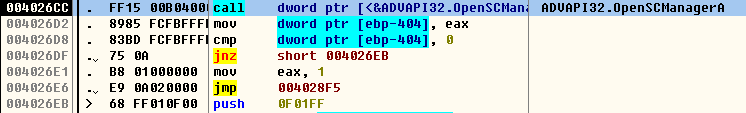 004026CC . FF15 00B04000 call dword ptr [<&ADVAPI32.OpenSCMana ADVAPI32.OpenSCManagerA
004026D2 . 8985 FCFBFFFF mov dword ptr [ebp-404], eax
004026D8 . 83BD FCFBFFFF cmp dword ptr [ebp-404], 0
004026DF .⌄ 75 0A jnz short 004026EB
004026E1 . B8 01000000 mov eax, 1
004026E6 .⌄ E9 0A020000 jmp 004028F5
004026EB > 68 FF010F00 push 0F01FF